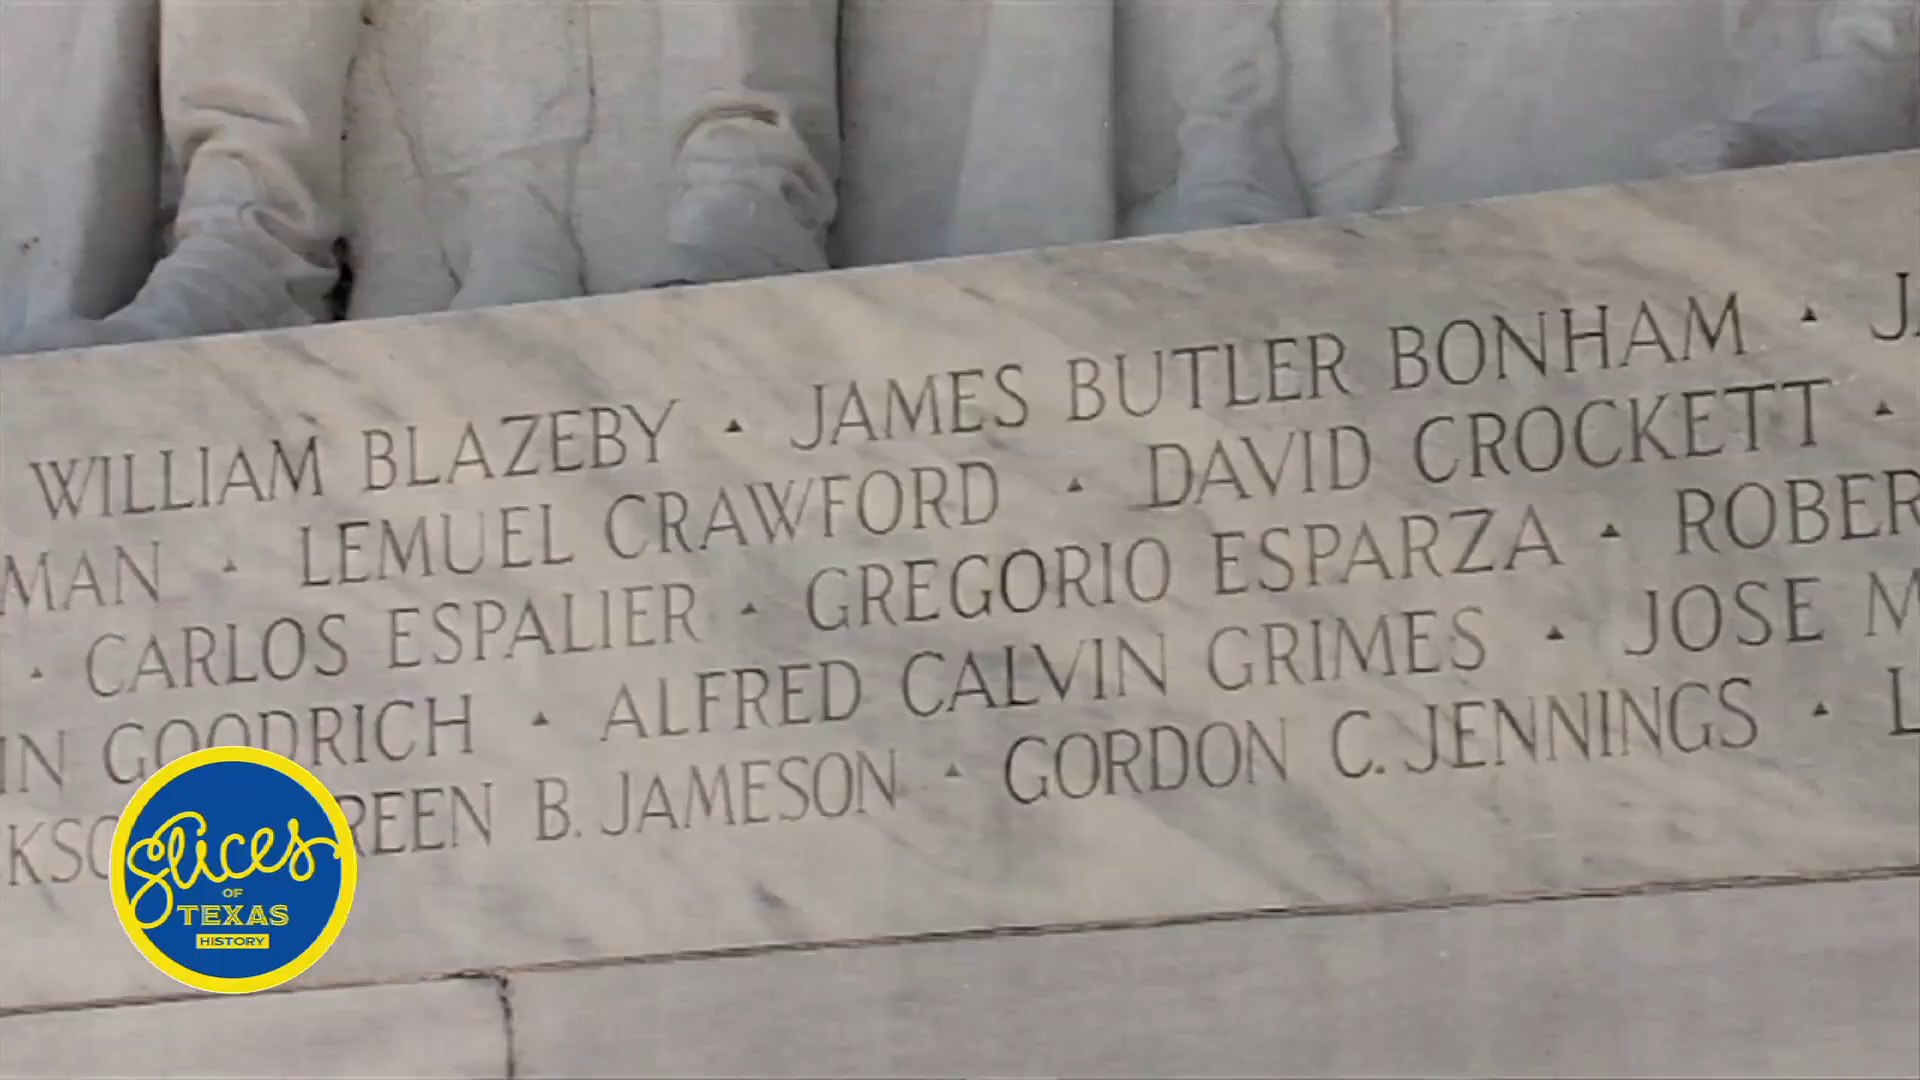 WILLIAM BLAZEBY ▴ JAMES BUTLER BONHAM ▴
MAN ▴ LEMUEL CRAWFORD ▴ DAVID CROCKETT ▴
▴ CARLOS ESPALIER ▴ GREGORIO ESPARZA ▴ ROBER
IN GOODRICH ▴ ALFRED CALVIN GRIMES ▴ JOSE M
KSO REEN B. JAMESON ▴ GORDON C. JENNINGS ▴ L
Slices
OF
TEXAS
HISTORY